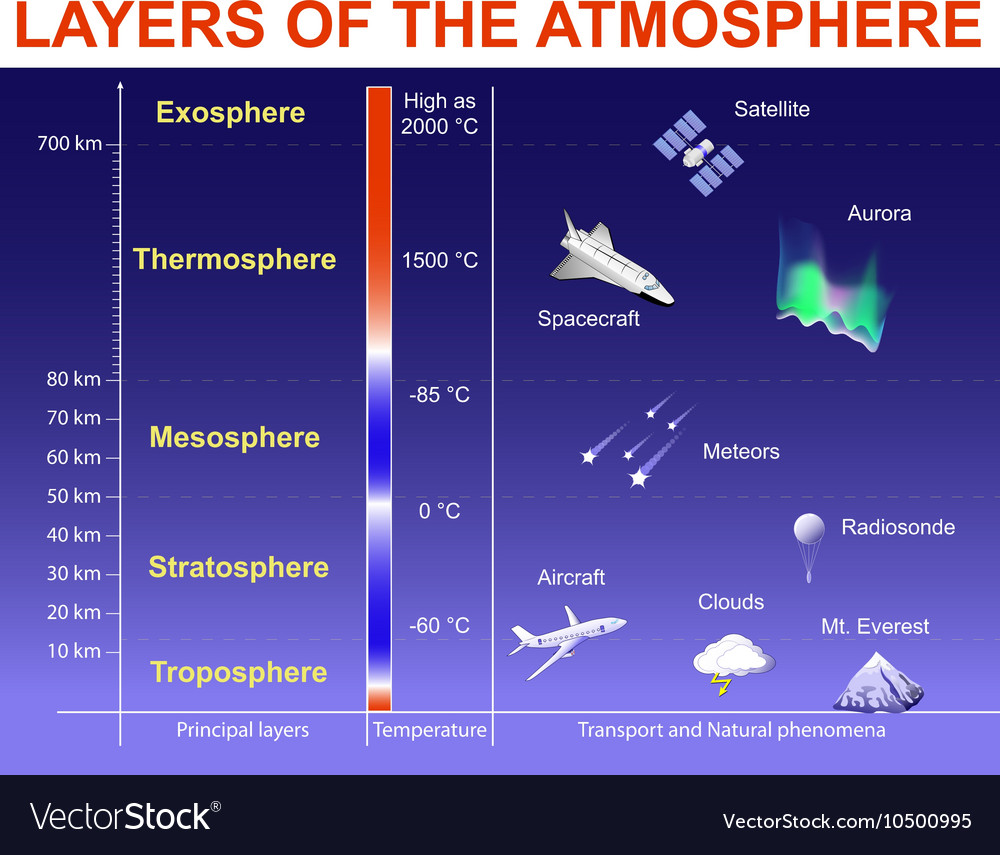 LAYERS OF THE ATMOSPHERE
Exosphere
High as
2000 °C
Satellite
700 km
Aurora
Thermosphere
1500 °C
Spacecraft
80 km
-85 °C
70 km
Mesosphere
Meteors
60 km
50 km
0 °C
Radiosonde
40 km
Stratosphere
30 km
Aircraft
Clouds
20 km
-60 °C
Mt. Everest
10 km
Troposphere
Principal layers
Temperature
Transport and Natural phenomena
VectorStock®
VectorStock.com/10500995